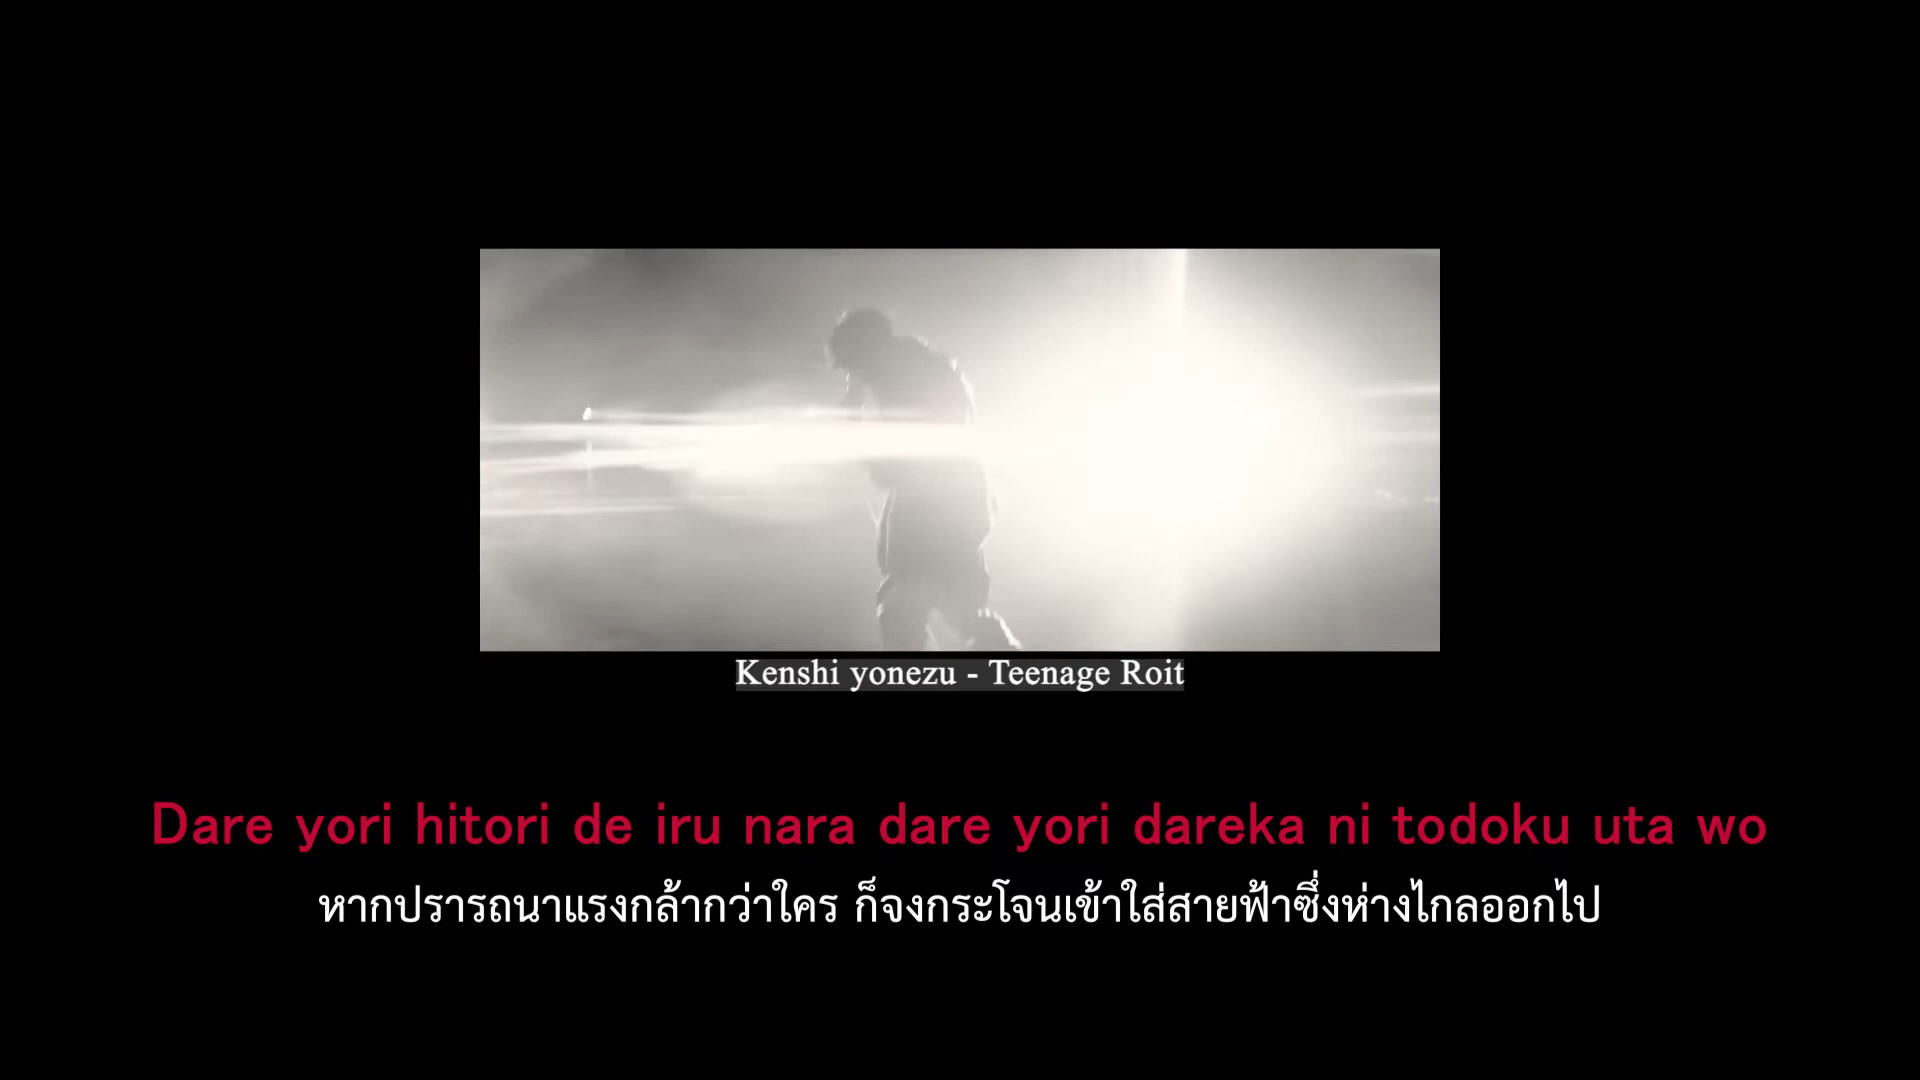 Kenshi yonezu - Teenage Roit
Dare yori hitori de iru nara dare yori dareka ni todoku uta wo
หากปรารถนาแรงกล้ากว่าใคร ก็จงกระโจนเข้าใส่สายฟ้าซึ่งห่างไกลออกไป